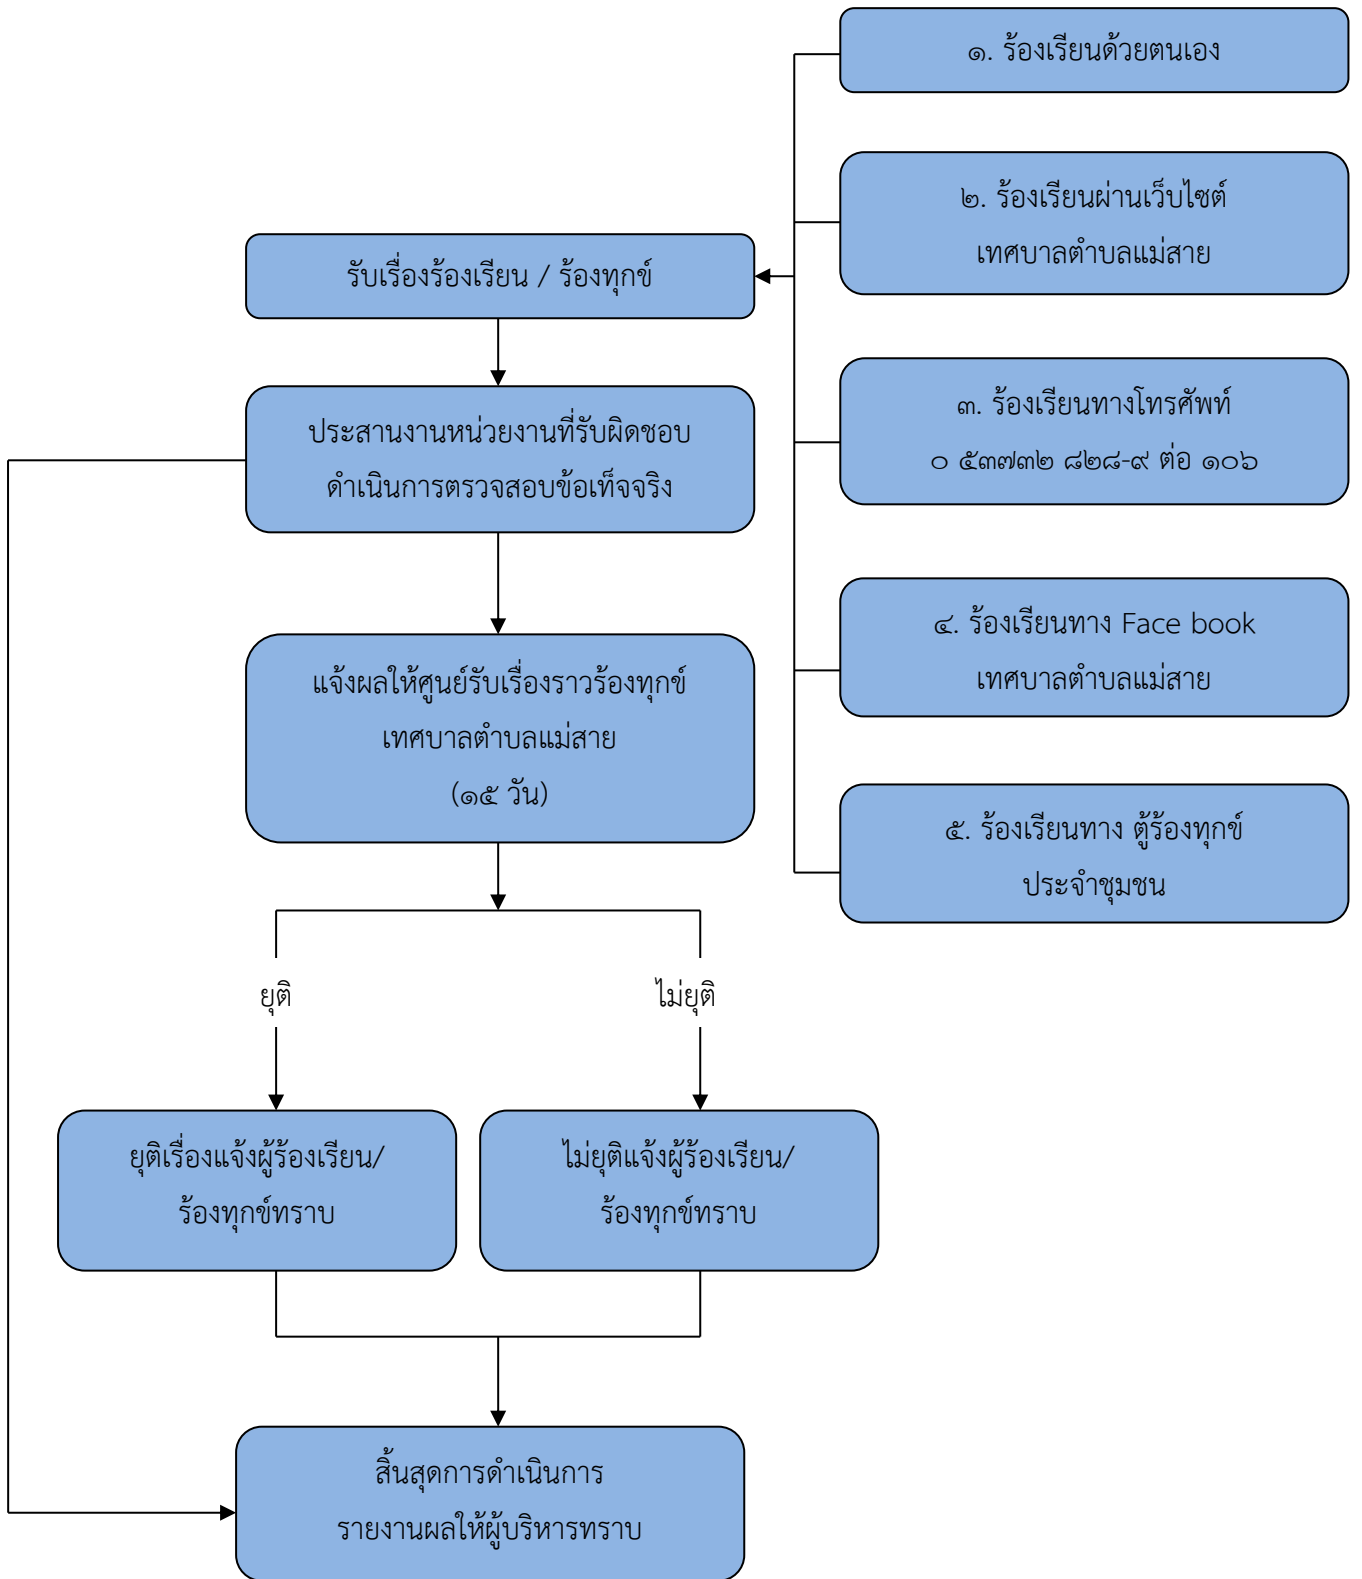 ๑. ร้องเรียนด้วยตนเอง
๒. ร้องเรียนผ่านเว็บไซต์
เทศบาลตำบลแม่สาย
๓. ร้องเรียนทางโทรศัพท์
๐ ๕๓๗๓๒ ๘๒๘-๙ ต่อ ๑๐๖
๔. ร้องเรียนทาง Face book
เทศบาลตำบลแม่สาย
๕. ร้องเรียนทาง ตู้ร้องทุกข์
ประจำชุมชน
รับเรื่องร้องเรียน / ร้องทุกข์
ประสานงานหน่วยงานที่รับผิดชอบ
ดำเนินการตรวจสอบข้อเท็จจริง
แจ้งผลให้ศูนย์รับเรื่องราวร้องทุกข์
เทศบาลตำบลแม่สาย
(๑๕ วัน)
ยุติ
ไม่ยุติ
ยุติเรื่องแจ้งผู้ร้องเรียน/
ร้องทุกข์ทราบ
ไม่ยุติแจ้งผู้ร้องเรียน/
ร้องทุกข์ทราบ
สิ้นสุดการดำเนินการ
รายงานผลให้ผู้บริหารทราบ